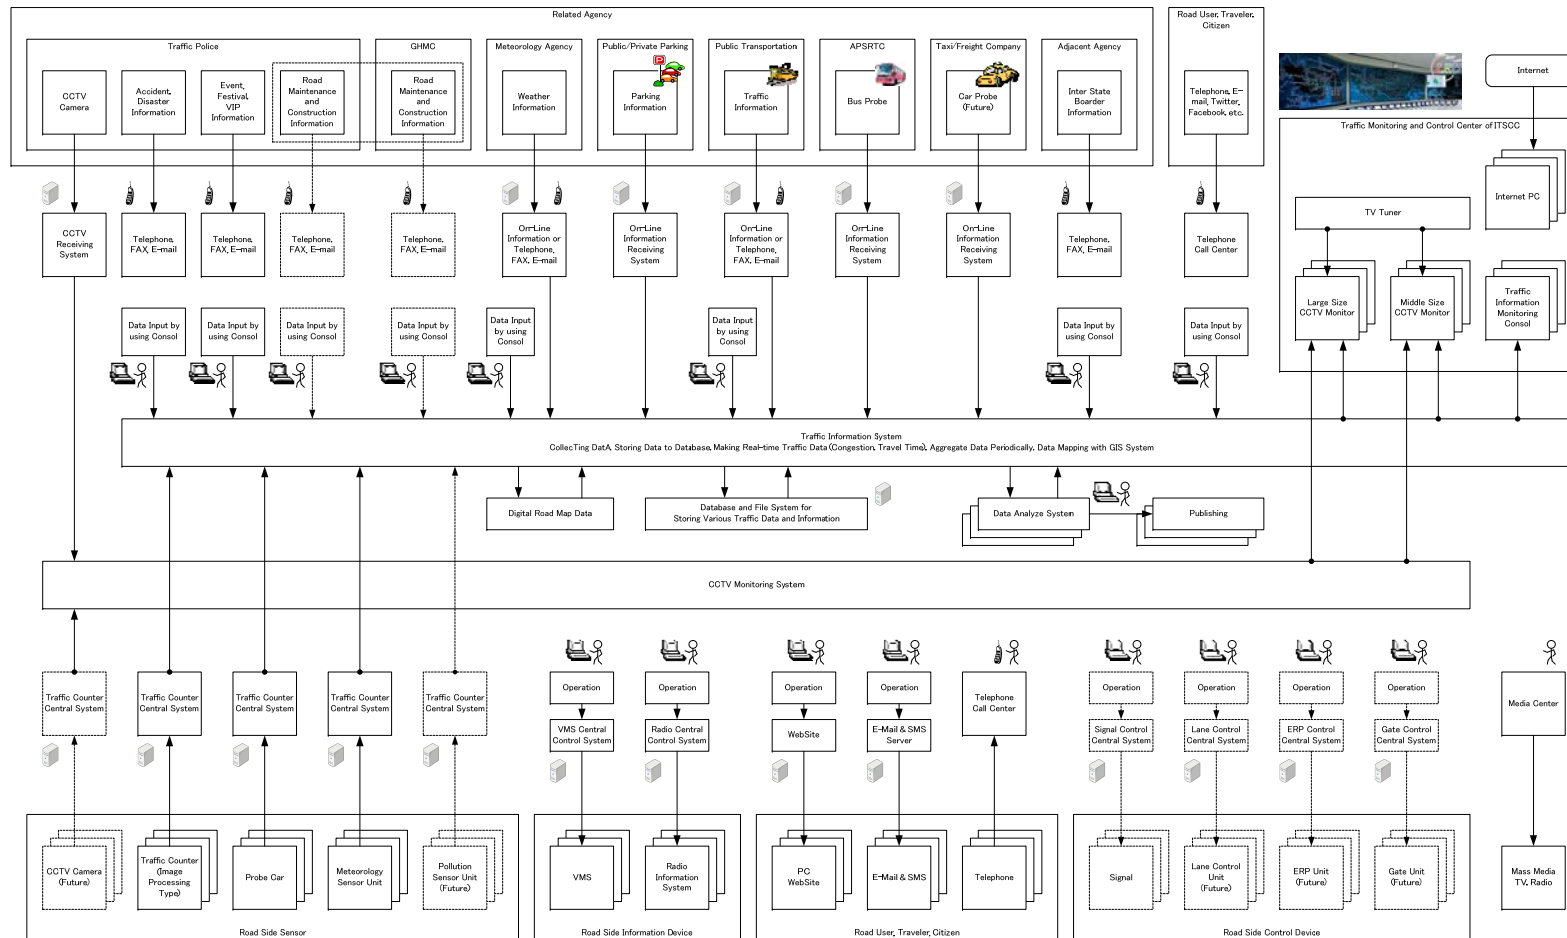 Related Agency
Road User, Traveler,
Citizen
Traffic Police
GHMC
Meteorology Agency
Public/Private Parking
Public Transportation
APSRTC
Taxi/Freight Company
Adjacent Agency
CCTV
Camera
Accident,
Disaster
Information
Event,
Festival,
VIP
Information
Road
Maintenance
and
Construction
Information
Road
Maintenance
and
Construction
Information
Weather
Information
Parking
Information
Traffic
Information
Bus Probe
Car Probe
(Future)
Inter State
Boarder
Information
Telephone, E-
mail, Twitter,
Facebook, etc.
Internet
Traffic Monitoring and Control Center of ITSCC
Internet PC
TV Tuner
Large Size
CCTV Monitor
Middle Size
CCTV Monitor
Traffic
Information
Monitoring
Consol
CCTV
Receiving
System
Telephone,
FAX, E-mail
Telephone,
FAX, E-mail
Telephone,
FAX, E-mail
Telephone,
FAX, E-mail
On-Line
Information or
Telephone,
FAX, E-mail
On-Line
Information
Receiving
System
On-Line
Information or
Telephone,
FAX, E-mail
On-Line
Information
Receiving
System
On-Line
Information
Receiving
System
Telephone,
FAX, E-mail
Telephone
Call Center
Data Input by
using Consol
Data Input by
using Consol
Data Input by
using Consol
Data Input by
using Consol
Data Input by
using
Consol
Data Input by
using Consol
Data Input by
using Consol
Data Input by
using Consol
Traffic Information System
CollecTing DatA, Storing Data to Database, Making Real-time Traffic Data (Congestion, Travel Time), Aggregate Data Periodically, Data Mapping with GIS System
Digital Road Map Data
Database and File System for
Storing Various Traffic Data and Information
Data Analyze System
Publishing
CCTV Monitoring System
Traffic Counter
Central System
Traffic Counter
Central System
Traffic Counter
Central System
Traffic Counter
Central System
Traffic Counter
Central System
Operation
VMS Central
Control System
Operation
Radio Central
Control System
Operation
WebSite
Operation
E-Mail & SMS
Server
Telephone
Call Center
Operation
Signal Control
Central System
Operation
Lane Control
Central System
Operation
ERP Control
Central System
Operation
Gate Control
Central System
Media Center
CCTV Camera
(Future)
Traffic Counter
(Image
Processing
Type)
Probe Car
Meteorology
Sensor Unit
Pollution
Sensor Unit
(Future)
VMS
Radio
Information
System
PC
WebSite
E-Mail & SMS
Telephone
Signal
Lane Control
Unit
(Future)
ERP Unit
(Future)
Gate Unit
(Future)
Mass Media
TV, Radio
Road Side Sensor
Road Side Information Device
Road User, Traveler, Citizen
Road Side Control Device